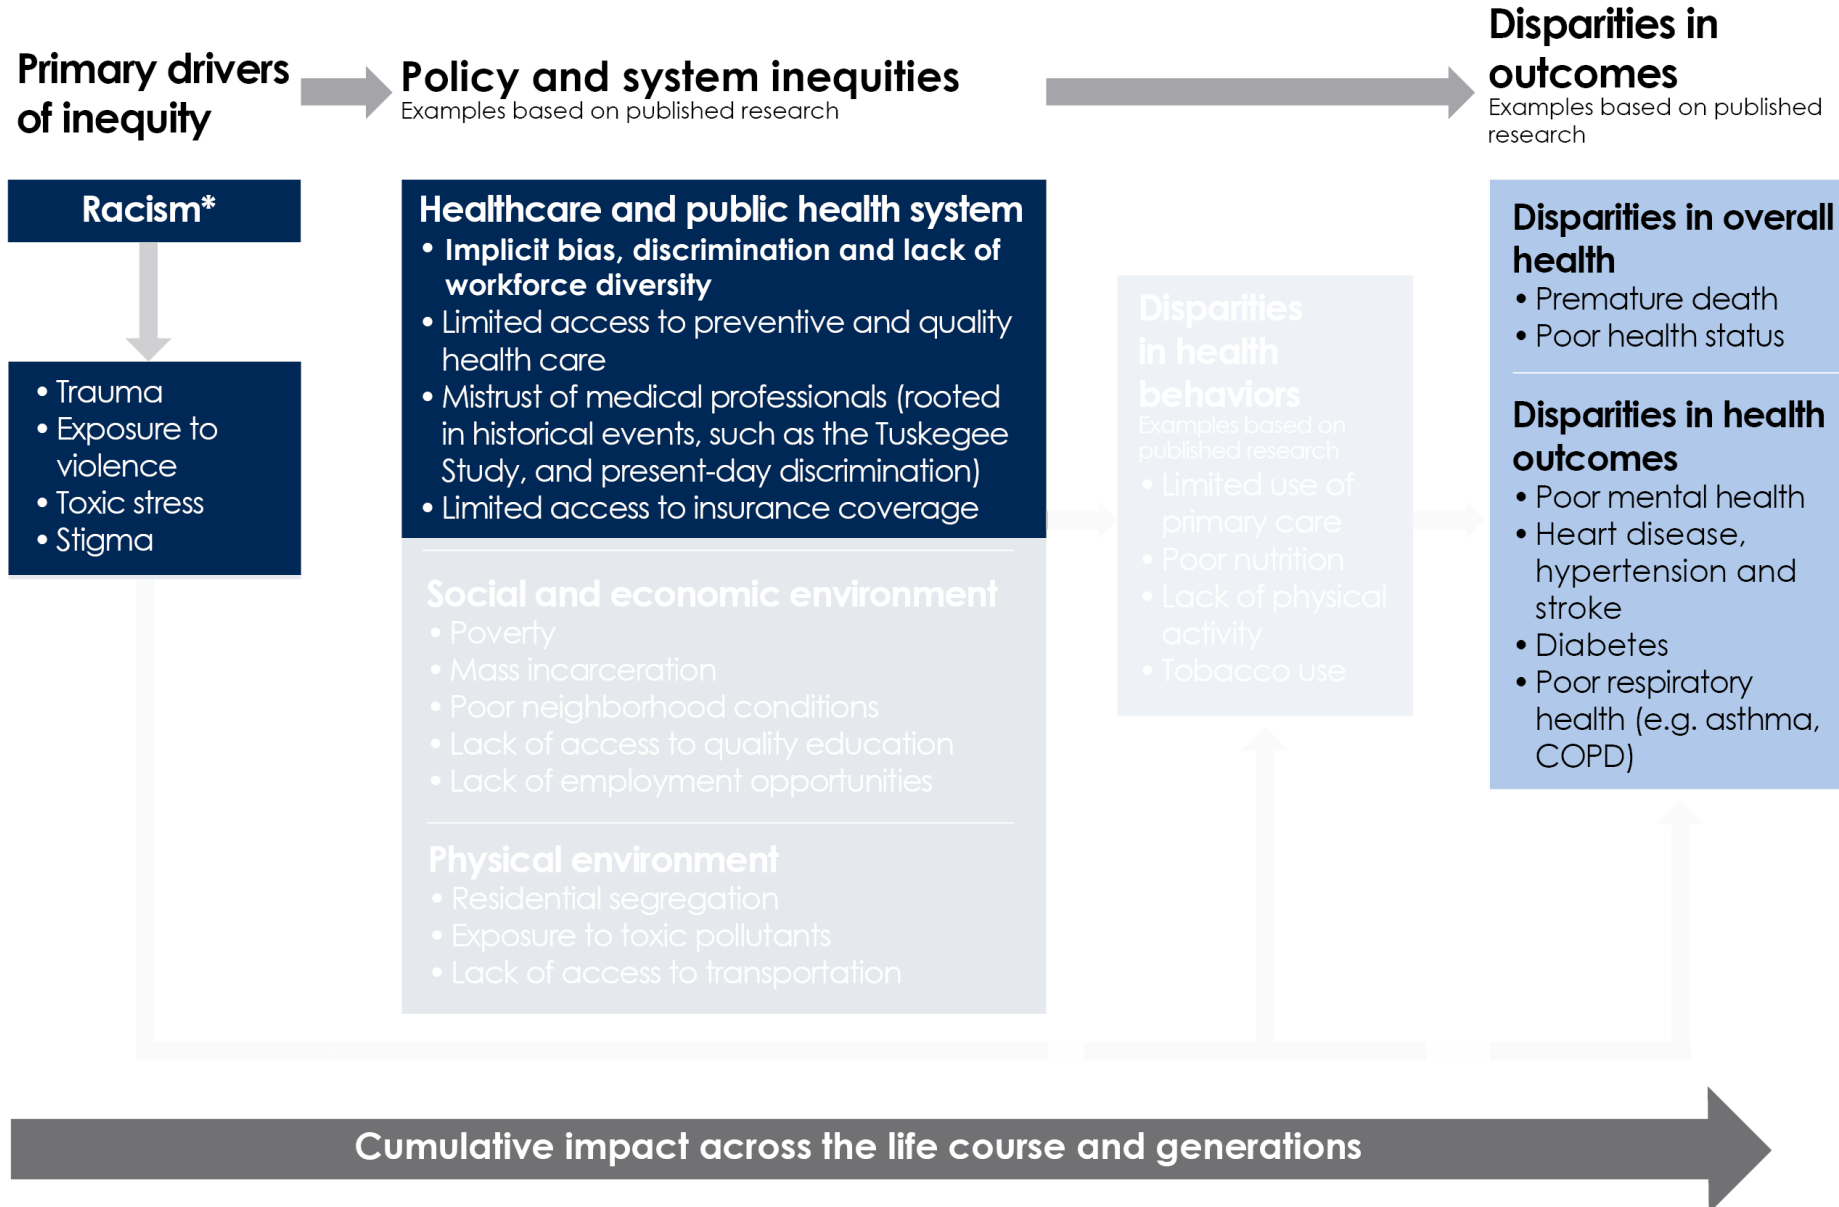 Primary drivers
of inequity
Policy and system inequities
Examples based on published research
Disparities in
outcomes
Examples based on published
research
Racism*
• Trauma
• Exposure to
violence
• Toxic stress
• Stigma
Healthcare and public health system
• Implicit bias, discrimination and lack of
workforce diversity
• Limited access to preventive and quality
health care
• Mistrust of medical professionals (rooted
in historical events, such as the Tuskegee
Study, and present-day discrimination)
• Limited access to insurance coverage
Social and economic environment
• Poverty
• Mass incarceration
• Poor neighborhood conditions
• Lack of access to quality education
• Lack of employment opportunities
Physical environment
• Residential segregation
• Exposure to toxic pollutants
• Lack of access to transportation
Disparities
in health
behaviors
Examples based on
published research
• Limited use of
primary care
• Poor nutrition
• Lack of physical
activity
• Tobacco use
Disparities in overall
health
• Premature death
• Poor health status
Disparities in health
outcomes
• Poor mental health
• Heart disease,
hypertension and
stroke
• Diabetes
• Poor respiratory
health (e.g. asthma,
COPD)
Cumulative impact across the life course and generations